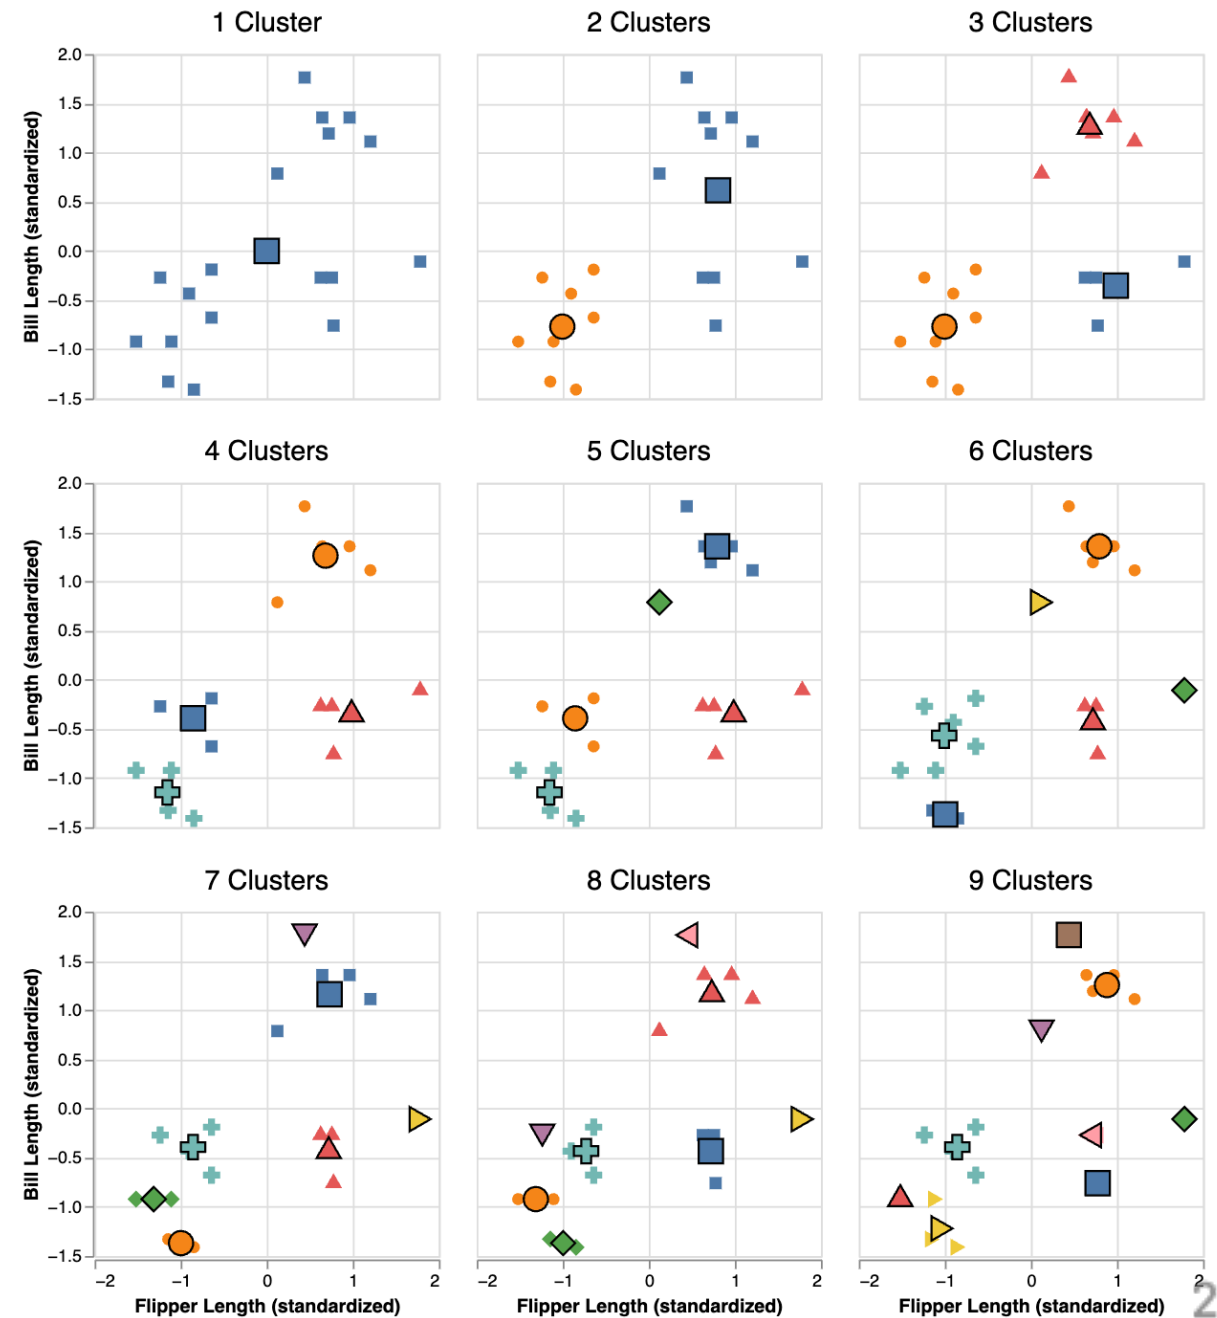 1 Cluster
2 Clusters
3 Clusters
2.0
1.5
1.0
0.5
0.0
−0.5
−1.0
−1.5
Bill Length (standardized)
4 Clusters
5 Clusters
6 Clusters
2.0
1.5
1.0
0.5
0.0
−0.5
−1.0
−1.5
Bill Length (standardized)
7 Clusters
8 Clusters
9 Clusters
2.0
1.5
1.0
0.5
0.0
−0.5
−1.0
−1.5
Bill Length (standardized)
−2 −1 0 1 2
−2 −1 0 1 2
−2 −1 0 1 2
Flipper Length (standardized)
Flipper Length (standardized)
Flipper Length (standardized)
2